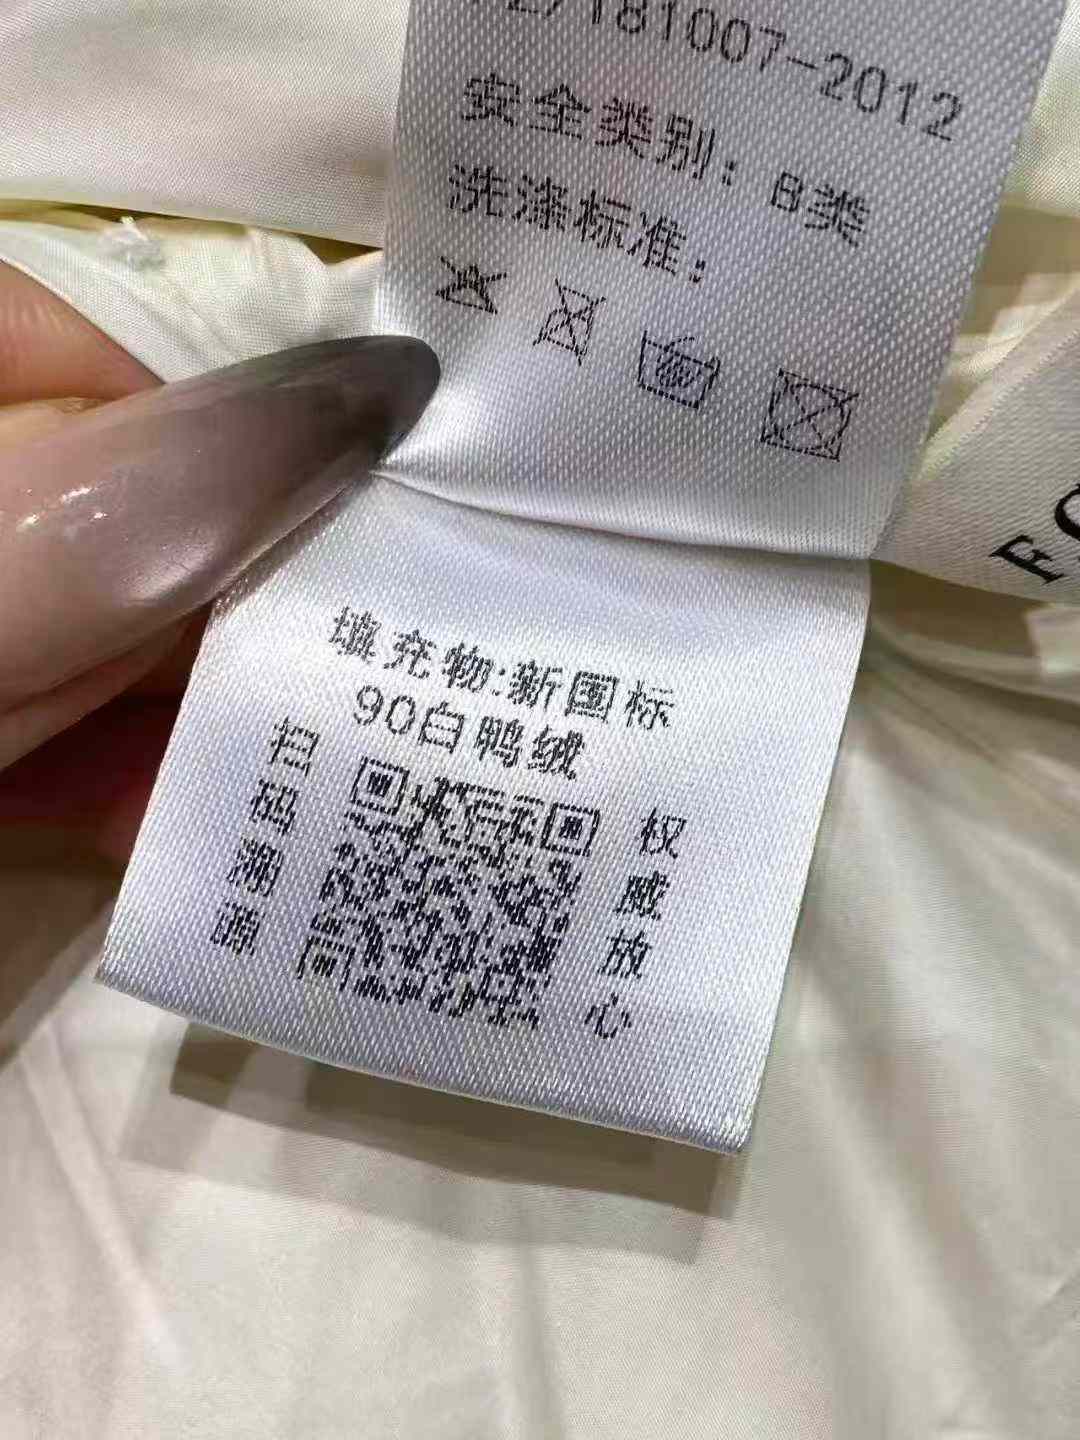 /181007-2012
安全类别：B类
洗涤标准：
填充物:新国标
90白鸭绒
扫码溯源
权威放心
F